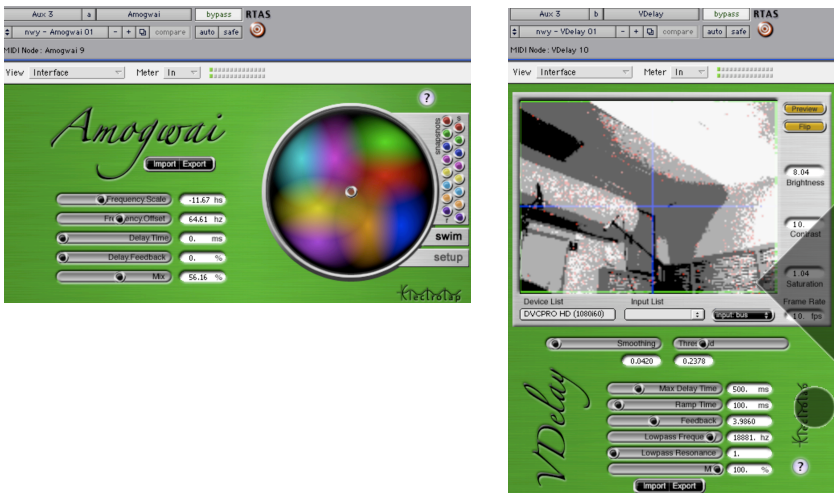 Aux 3 a Amogwai bypass RTAS
nwy - Amogwai 01 - + compare auto safe
MIDI Node: Amogwai 9
View Interface Meter In
?
Amogwai
Import Export
snapshots
Frequency.Scale -11.67 hs
Frequency.Offset 64.61 hz
Delay.Time 0. ms
Delay.Feedback 0. %
Mix 56.16 %
swim
setup
Klectrolab
Aux 3 b VDelay bypass RTAS
nwy - VDelay 01 - + compare auto safe
MIDI Node: VDelay 10
View Interface Meter In
Preview
Flip
8.04
Brightness
10.
Contrast
1.04
Saturation
Device List Input List Frame Rate
DVCPRO HD (1080i60) input: bus 10. fps
Smoothing Thres d
0.0420 0.2378
VDelay
Max Delay Time 500. ms
Ramp Time 100. ms
Feedback 3.9860
Lowpass Freque 18881. hz
Lowpass Resonance 1.
M 100. %
Klectrolab
?
Import Export